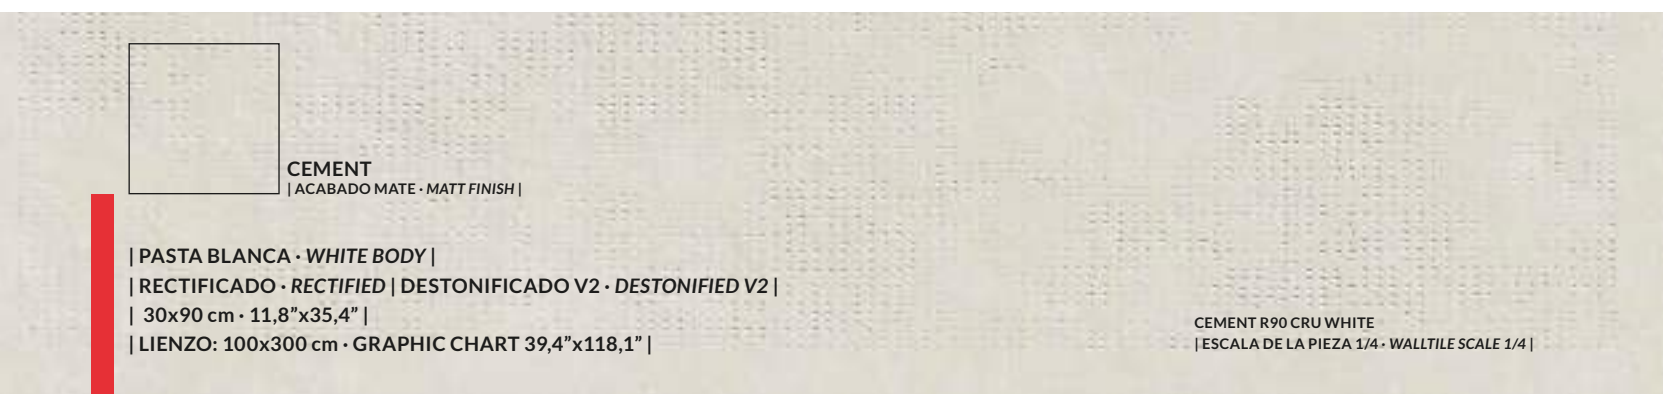 CEMENT
| ACABADO MATE · MATT FINISH |
| PASTA BLANCA · WHITE BODY |
| RECTIFICADO · RECTIFIED | DESTONIFICADO V2 · DESTONIFIED V2 |
| 30x90 cm · 11,8”x35,4” |
| LIENZO: 100x300 cm · GRAPHIC CHART 39,4”x118,1” |
CEMENT R90 CRU WHITE
| ESCALA DE LA PIEZA 1/4 · WALLTILE SCALE 1/4 |